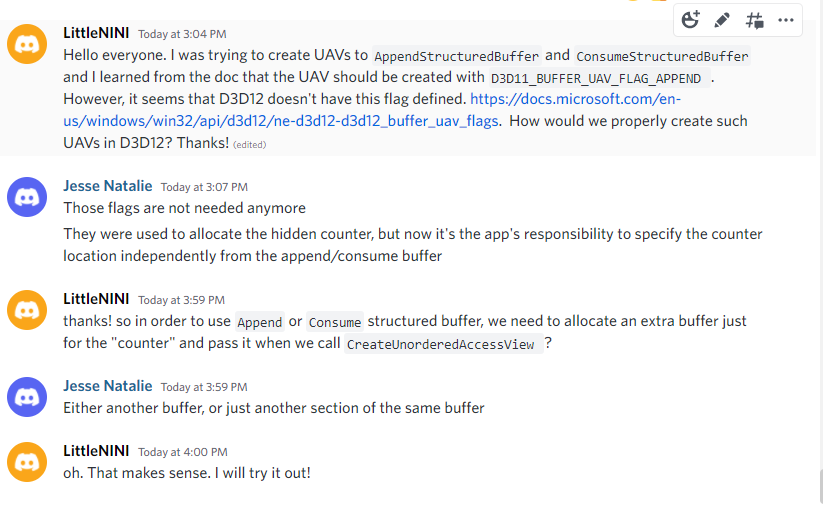 LittleNINI Today at 3:04 PM
Hello everyone. I was trying to create UAVs to AppendStructuredBuffer and ConsumeStructuredBuffer
and I learned from the doc that the UAV should be created with D3D11_BUFFER_UAV_FLAG_APPEND .
However, it seems that D3D12 doesn't have this flag defined. https://docs.microsoft.com/en-
us/windows/win32/api/d3d12/ne-d3d12-d3d12_buffer_uav_flags. How would we properly create such
UAVs in D3D12? Thanks! (edited)
Jesse Natalie Today at 3:07 PM
Those flags are not needed anymore
They were used to allocate the hidden counter, but now it's the app's responsibility to specify the counter
location independently from the append/consume buffer
LittleNINI Today at 3:59 PM
thanks! so in order to use Append or Consume structured buffer, we need to allocate an extra buffer just
for the "counter" and pass it when we call CreateUnorderedAccessView ?
Jesse Natalie Today at 3:59 PM
Either another buffer, or just another section of the same buffer
LittleNINI Today at 4:00 PM
oh. That makes sense. I will try it out!